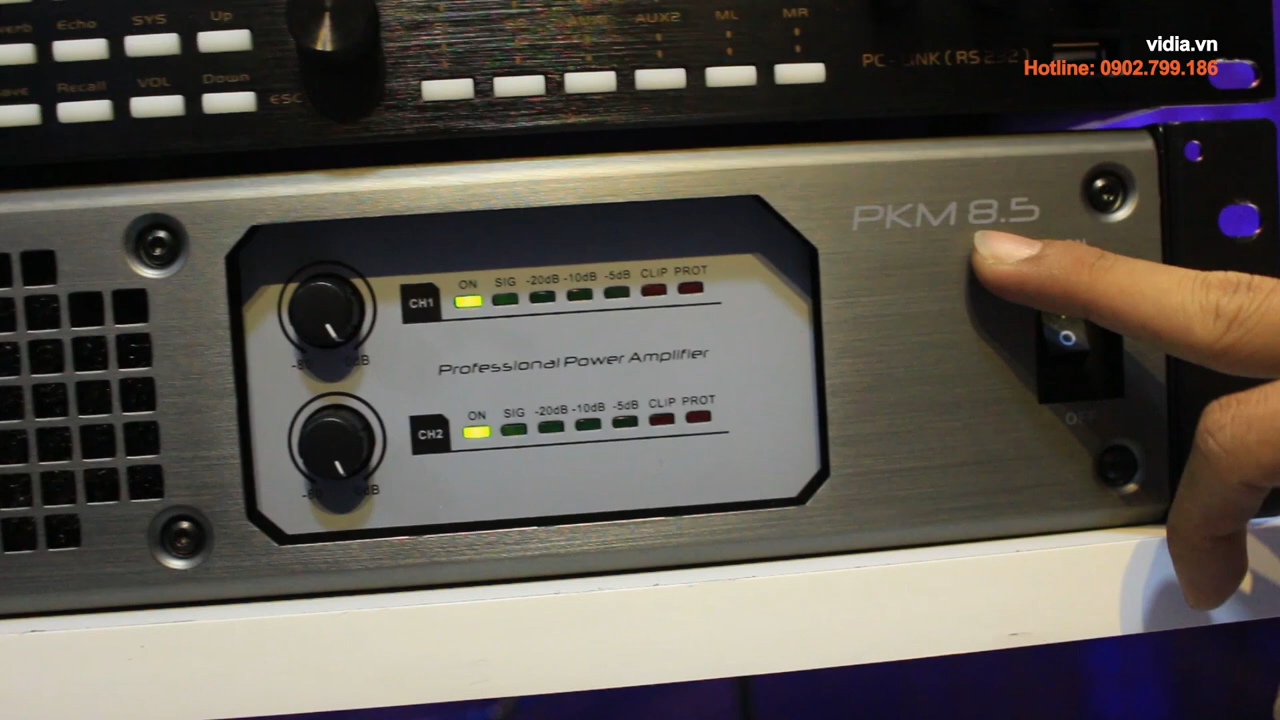 Echo SYS Up
AUX2 ML MR
vidia.vn
Hotline: 0902.799.186
Recall VOL Down
ESC
PKM 8.5
ON SIG -20dB -10dB -5dB CLIP PROT
CH1
0dB
Professional Power Amplifier
ON SIG -20dB -10dB -5dB CLIP PROT
CH2
OFF